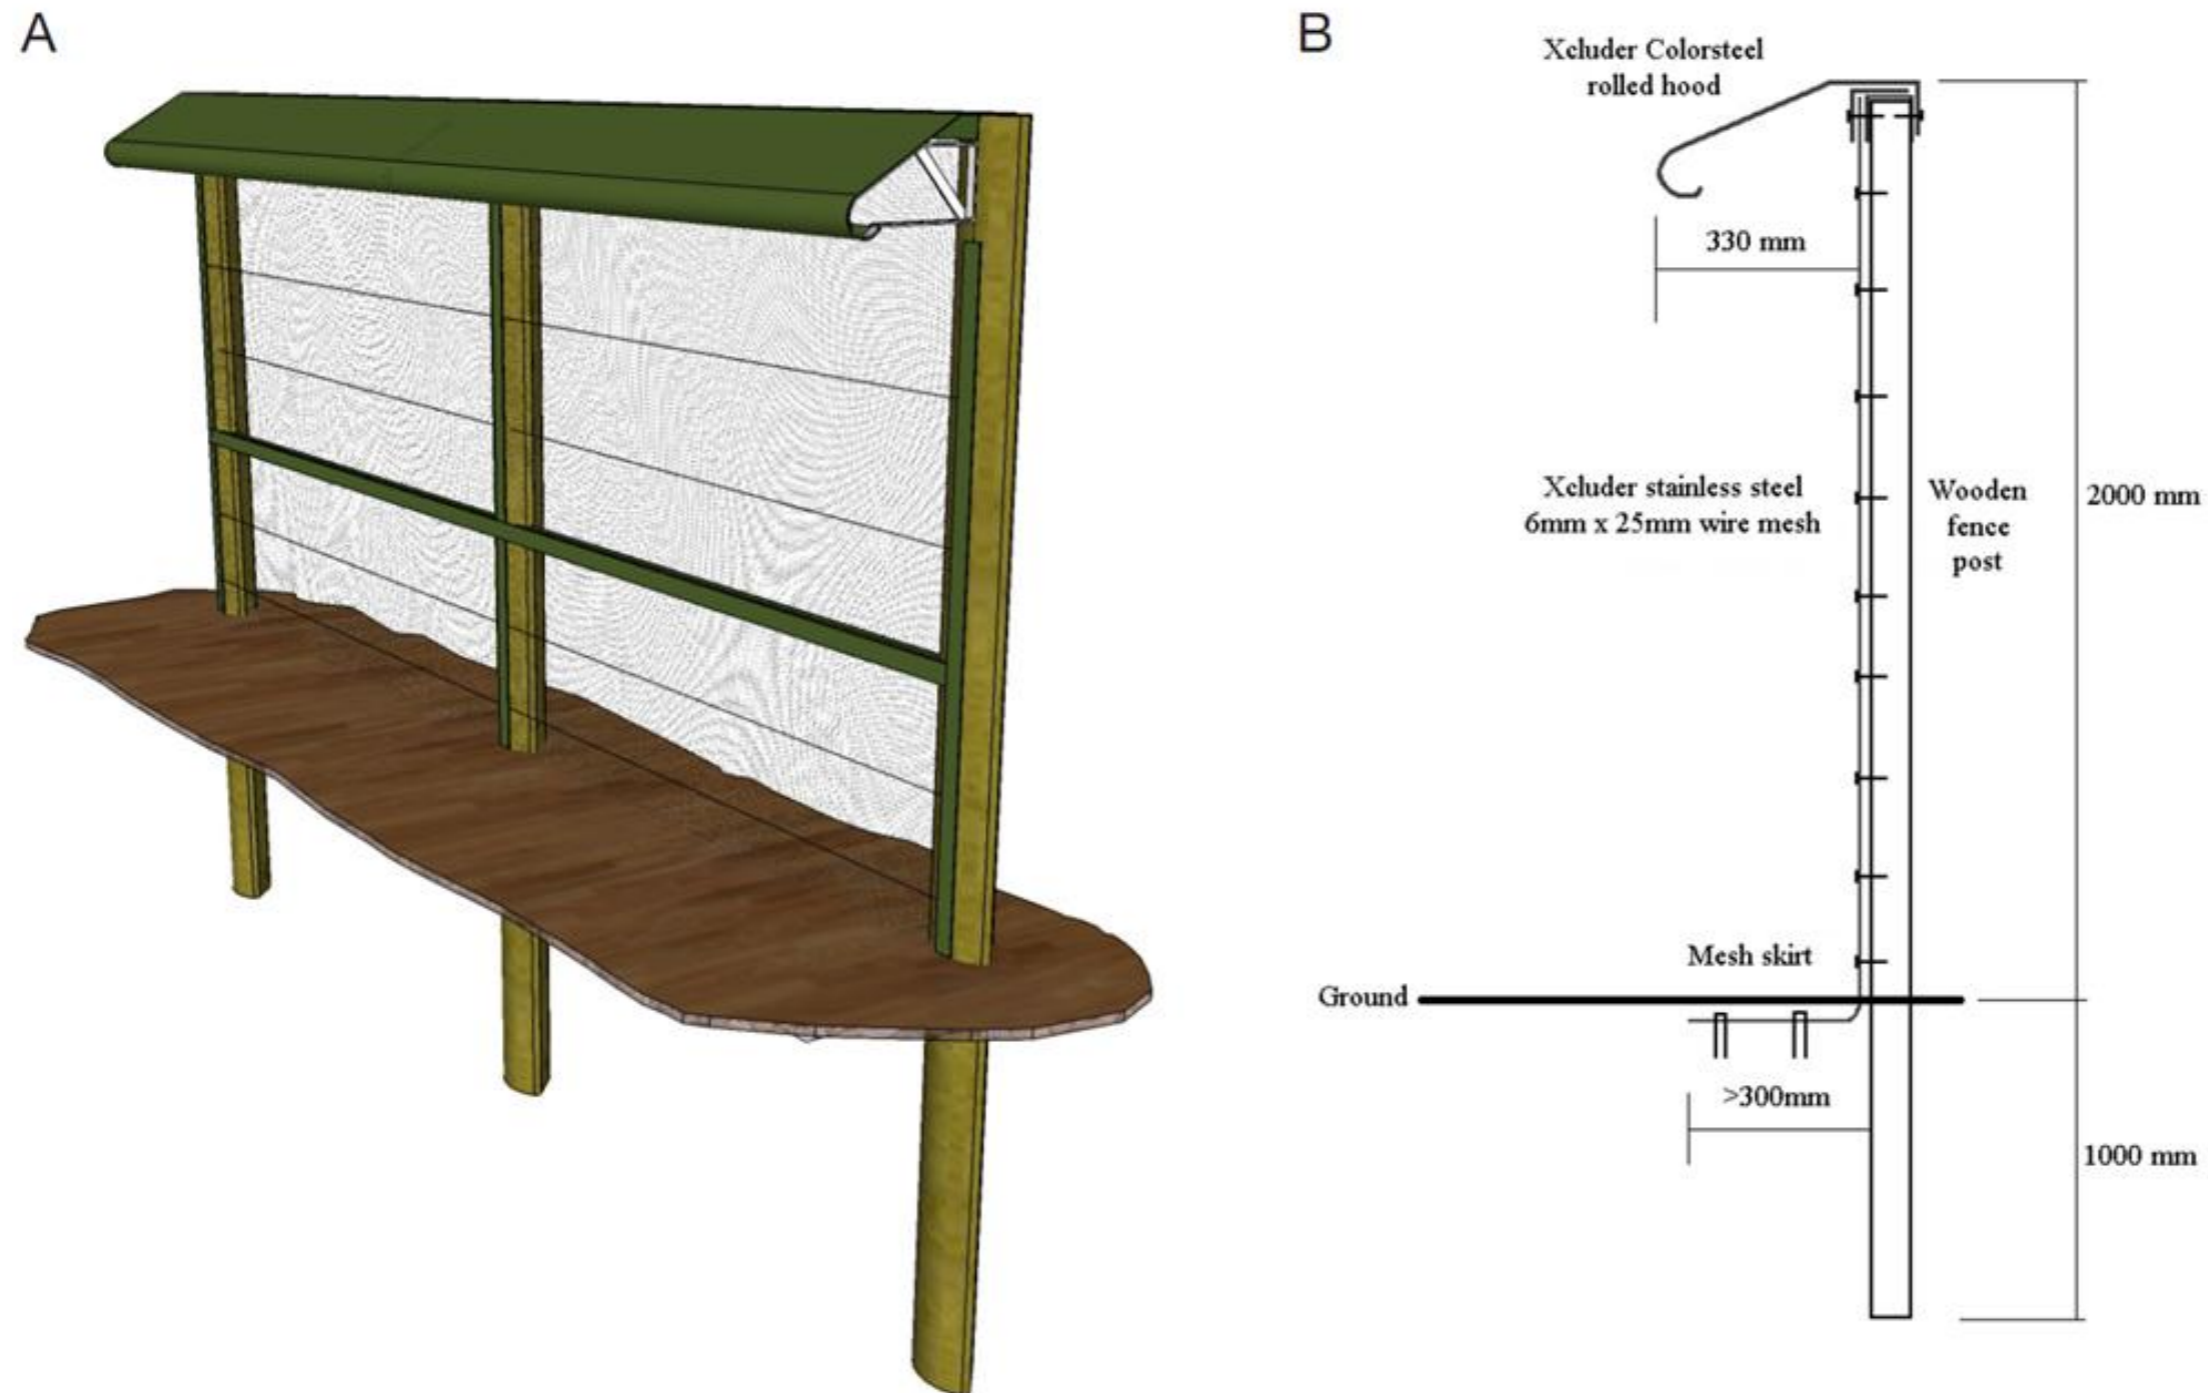 A
B
Xcluder Colorsteel
rolled hood
330 mm
Xcluder stainless steel
6mm x 25mm wire mesh
Wooden
fence
post
2000 mm
Mesh skirt
Ground
>300mm
1000 mm